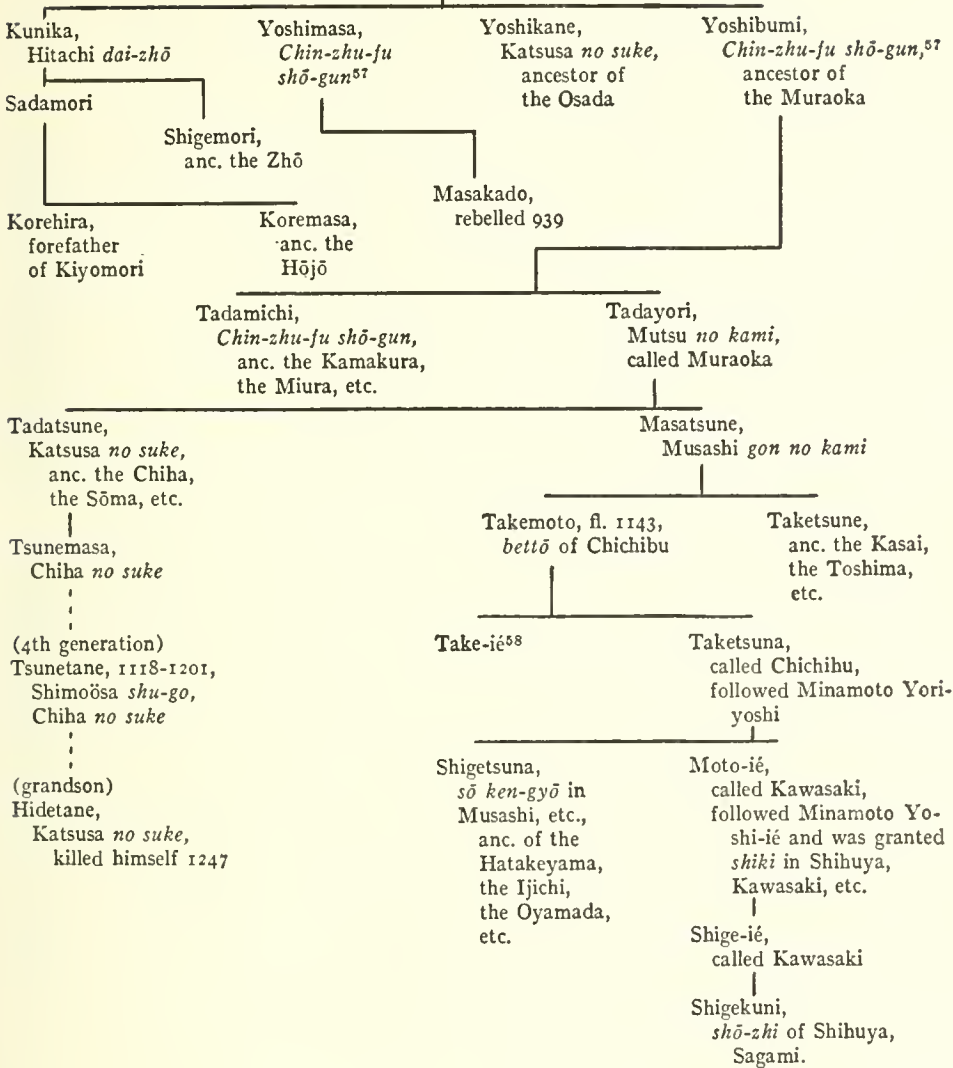 Kunika,
Hitachi dai-zhō
Yoshimasa,
Chin-zhu-fu
shō-gun⁵⁷
Yoshikane,
Katsusa no suke,
ancestor of
the Osada
Yoshibumi,
Chin-zhu-fu shō-gun,⁵⁷
ancestor of
the Muraoka
Sadamori
Shigemori,
anc. the Zhō
Masakado,
rebelled 939
Korehira,
forefather
of Kiyomori
Koremasa,
anc. the
Hōjō
Tadamichi,
Chin-zhu-fu shō-gun,
anc. the Kamakura,
the Miura, etc.
Tadayori,
Mutsu no kami,
called Muraoka
Tadatsune,
Katsusa no suke,
anc. the Chiha,
the Sōma, etc.
Masatsune,
Musashi gon no kami
Tsunemasa,
Chiha no suke
Takemoto, fl. 1143,
bettō of Chichibu
Taketsune,
anc. the Kasai,
the Toshima,
etc.
(4th generation)
Tsunetane, 1118-1201,
Shimoösa shu-go,
Chiha no suke
Take-ié⁵⁸
Taketsuna,
called Chichihu,
followed Minamoto Yori-
yoshi
(grandson)
Hidetane,
Katsusa no suke,
killed himself 1247
Shigetsuna,
sō ken-gyō in
Musashi, etc.,
anc. of the
Hatakeyama,
the Ijichi,
the Oyamada,
etc.
Moto-ié,
called Kawasaki,
followed Minamoto Yo-
shi-ié and was granted
shiki in Shihuya,
Kawasaki, etc.
Shige-ié,
called Kawasaki
Shigekuni,
shō-zhi of Shihuya,
Sagami.